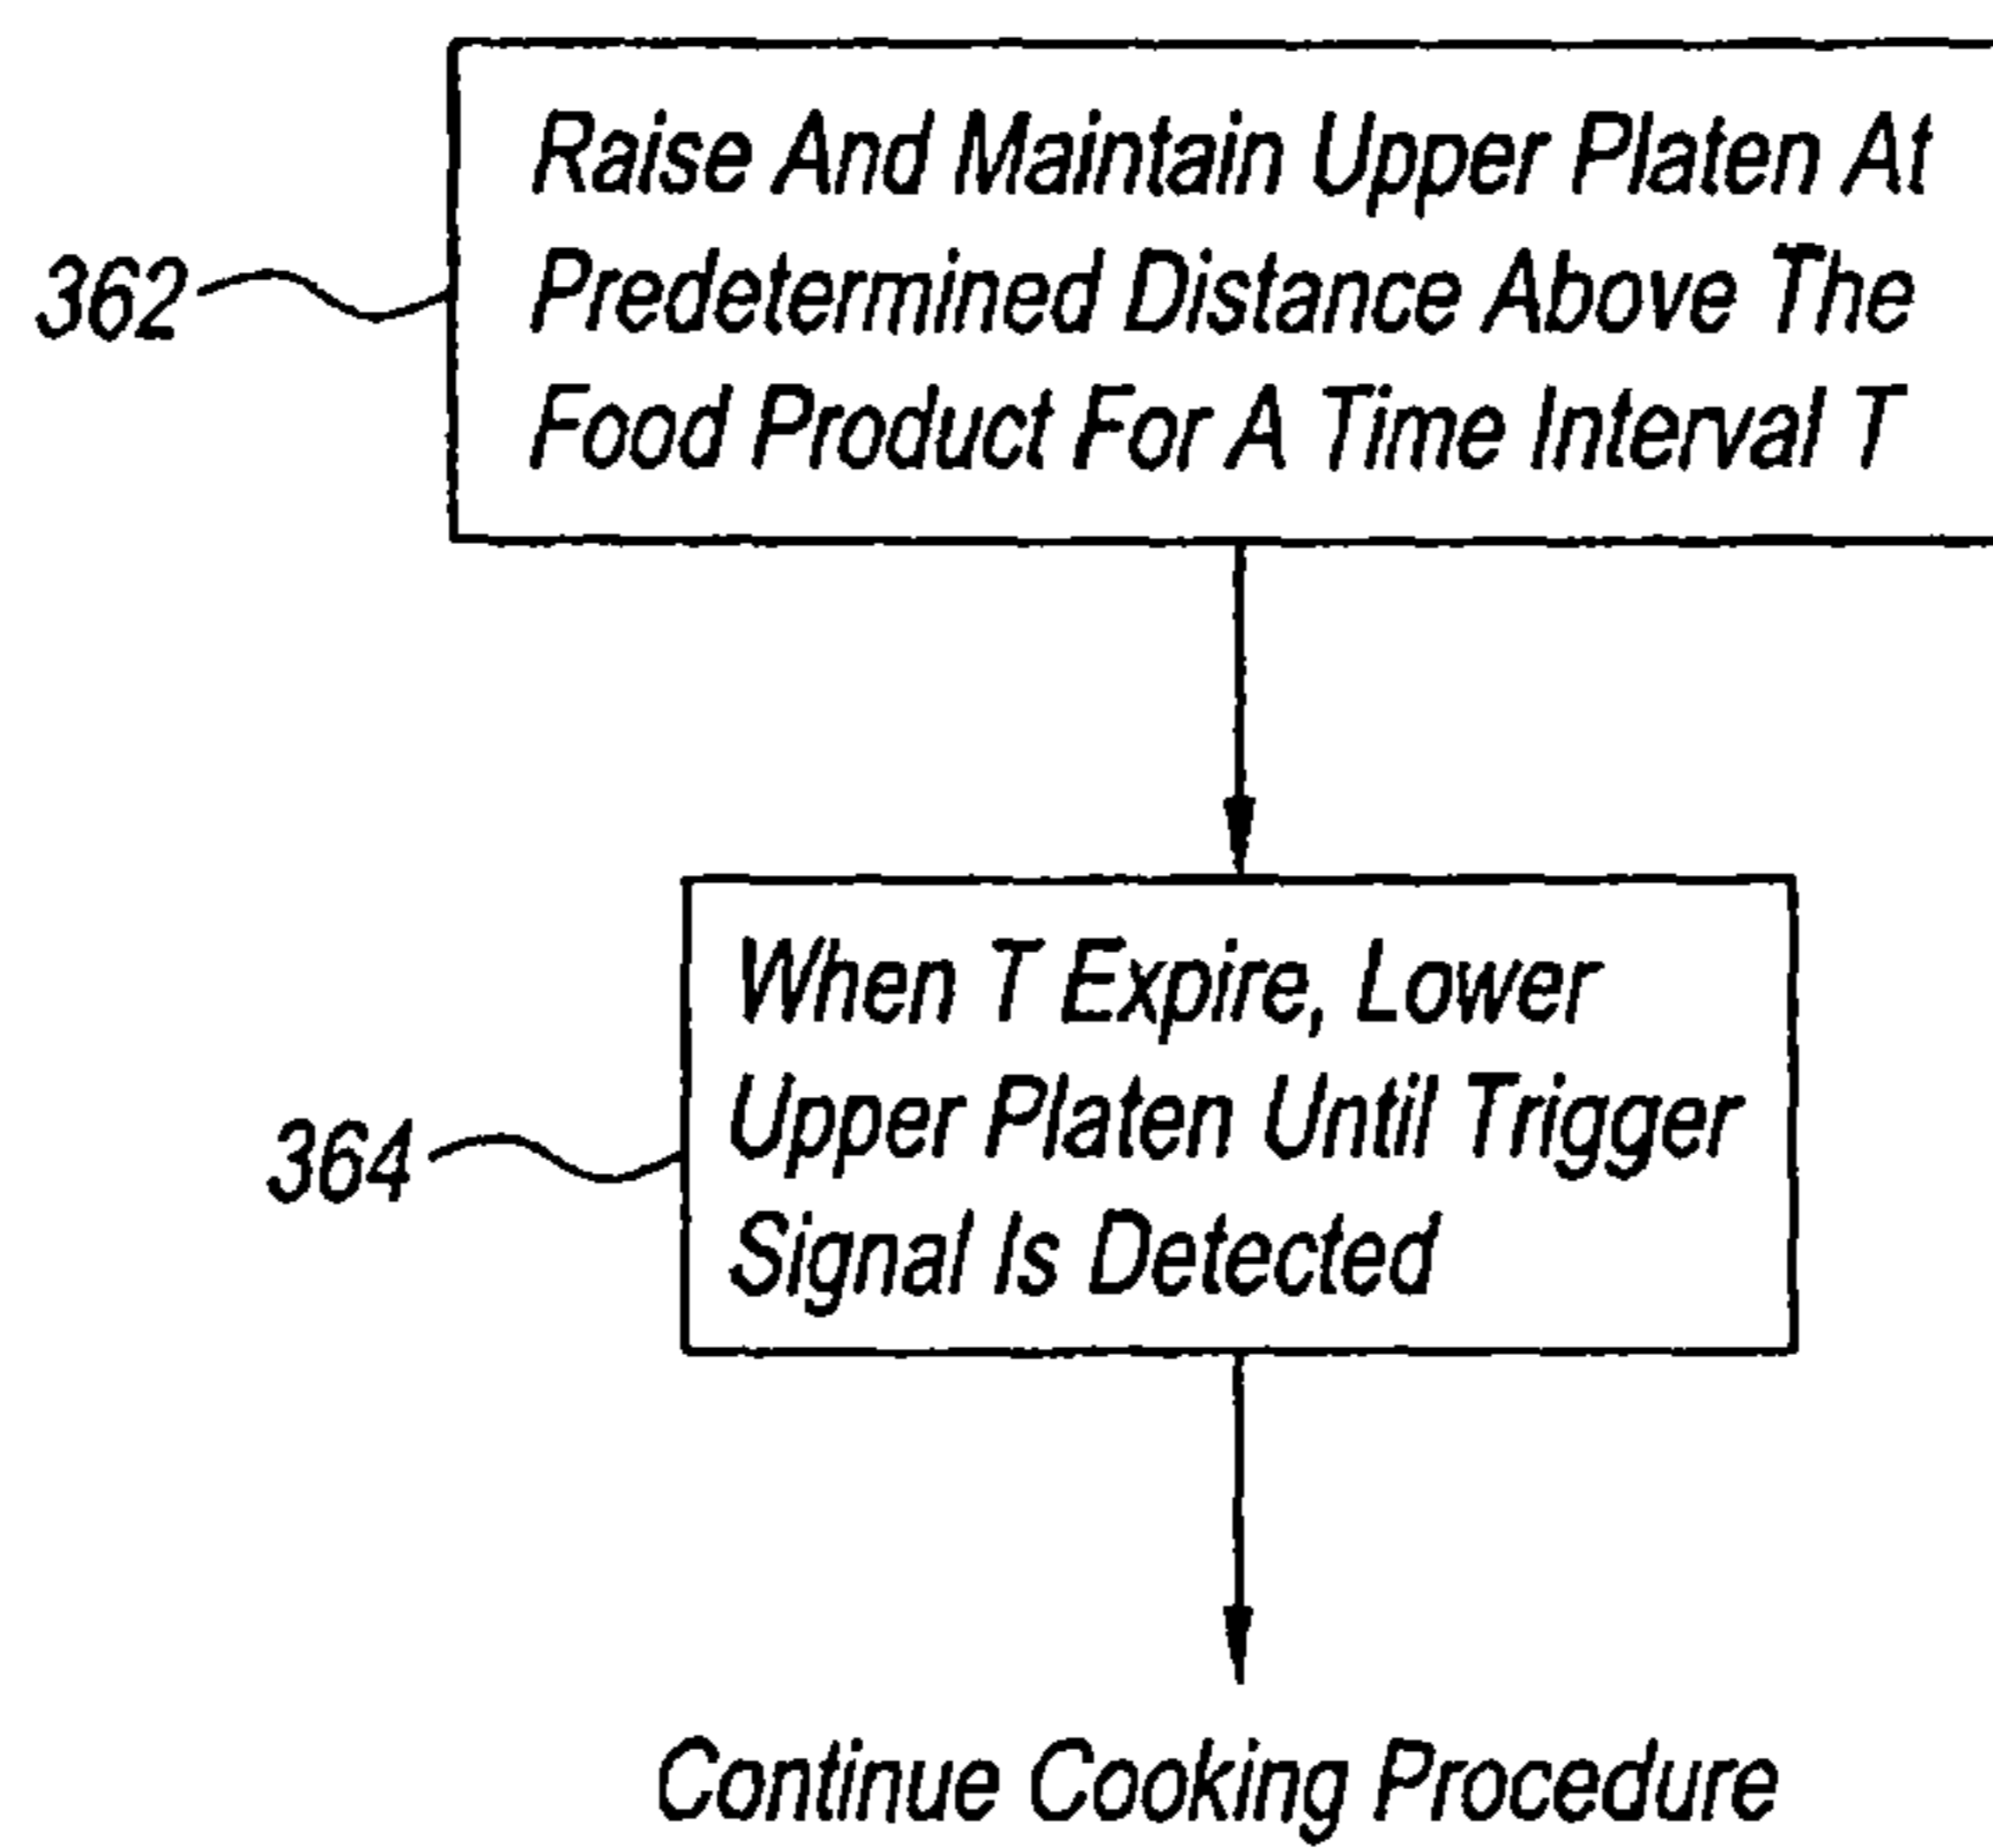 Raise And Maintain Upper Platen At
Predetermined Distance Above The
Food Product For A Time Interval T
362
When T Expire, Lower
Upper Platen Until Trigger
Signal Is Detected
364
Continue Cooking Procedure